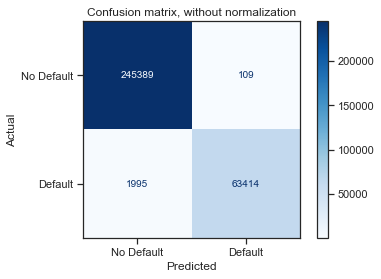 Confusion matrix, without normalization
No Default
245389
109
Default
1995
63414
No Default
Default
Predicted
Actual
200000
150000
100000
50000